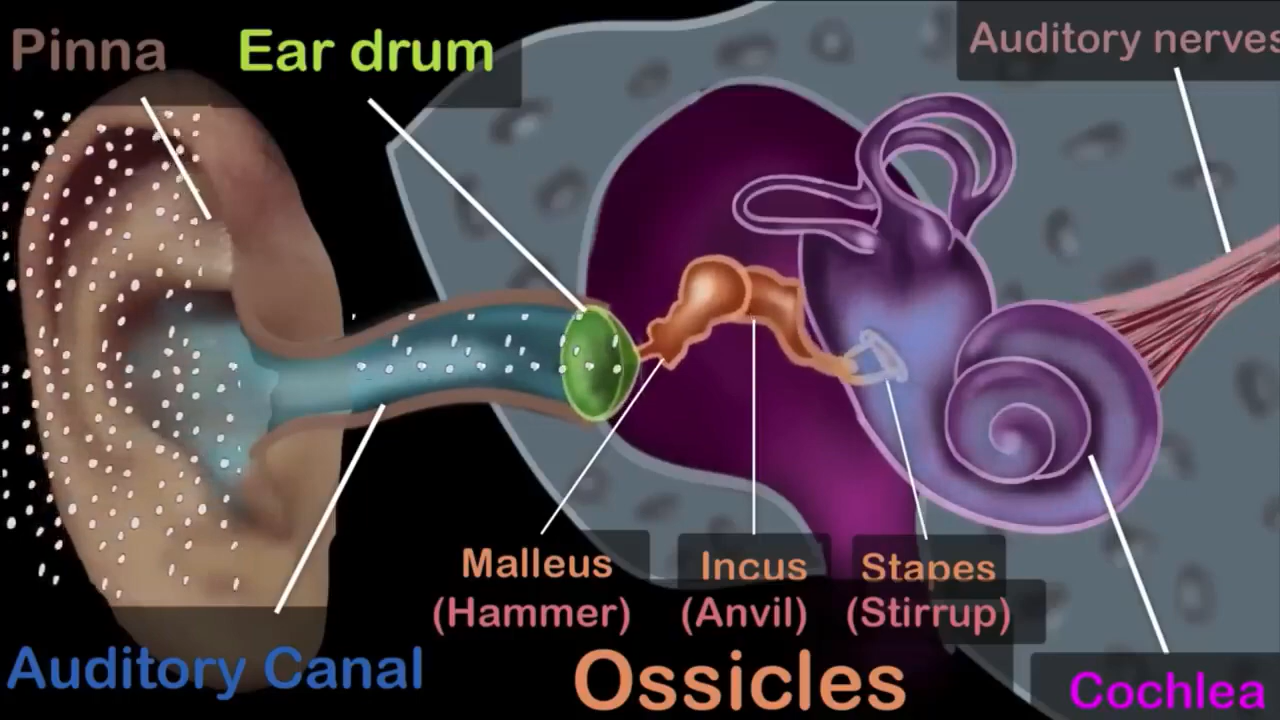 Pinna
Ear drum
Auditory nerves
Malleus
(Hammer)
Incus
(Anvil)
Stapes
(Stirrup)
Auditory Canal
Ossicles
Cochlea